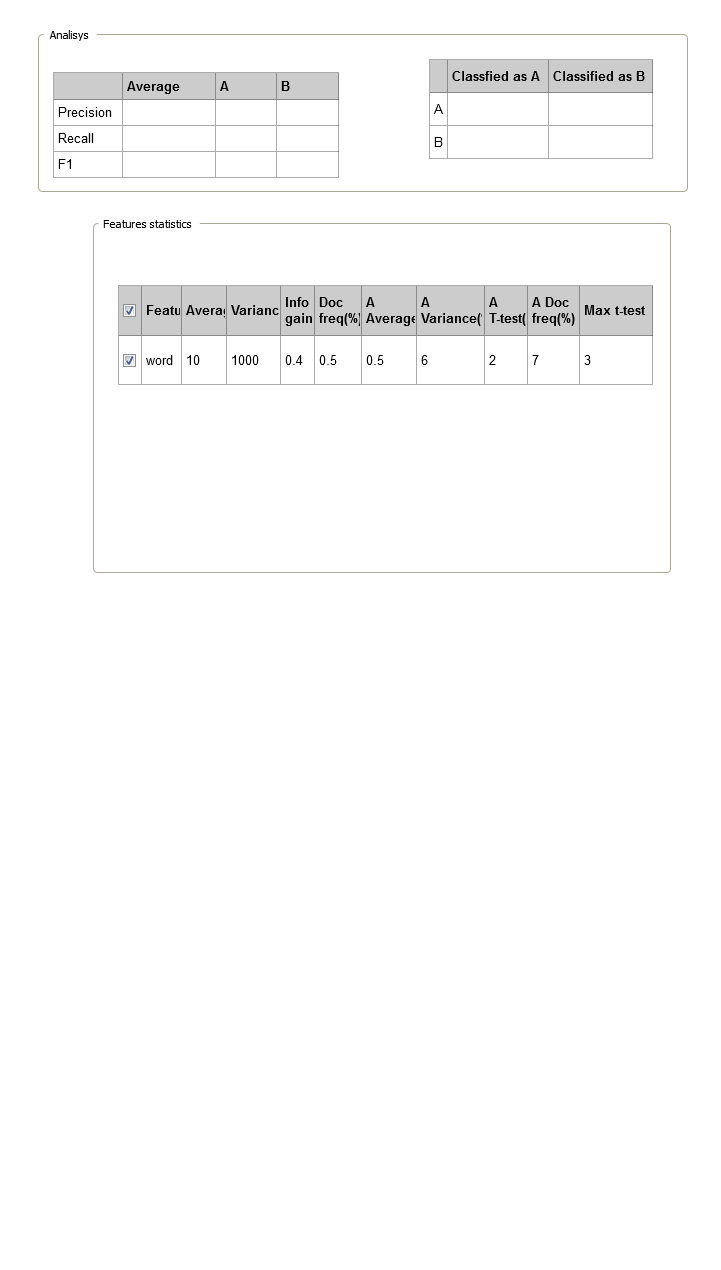 Analisys
Average A B
Precision
Recall
F1
Classfied as A Classified as B
A
B
Features statistics
Featu Averag Varianc Info gain Doc freq(%) A Average A Variance(' A T-test( A Doc freq(%) Max t-test
word 10 1000 0.4 0.5 0.5 6 2 7 3